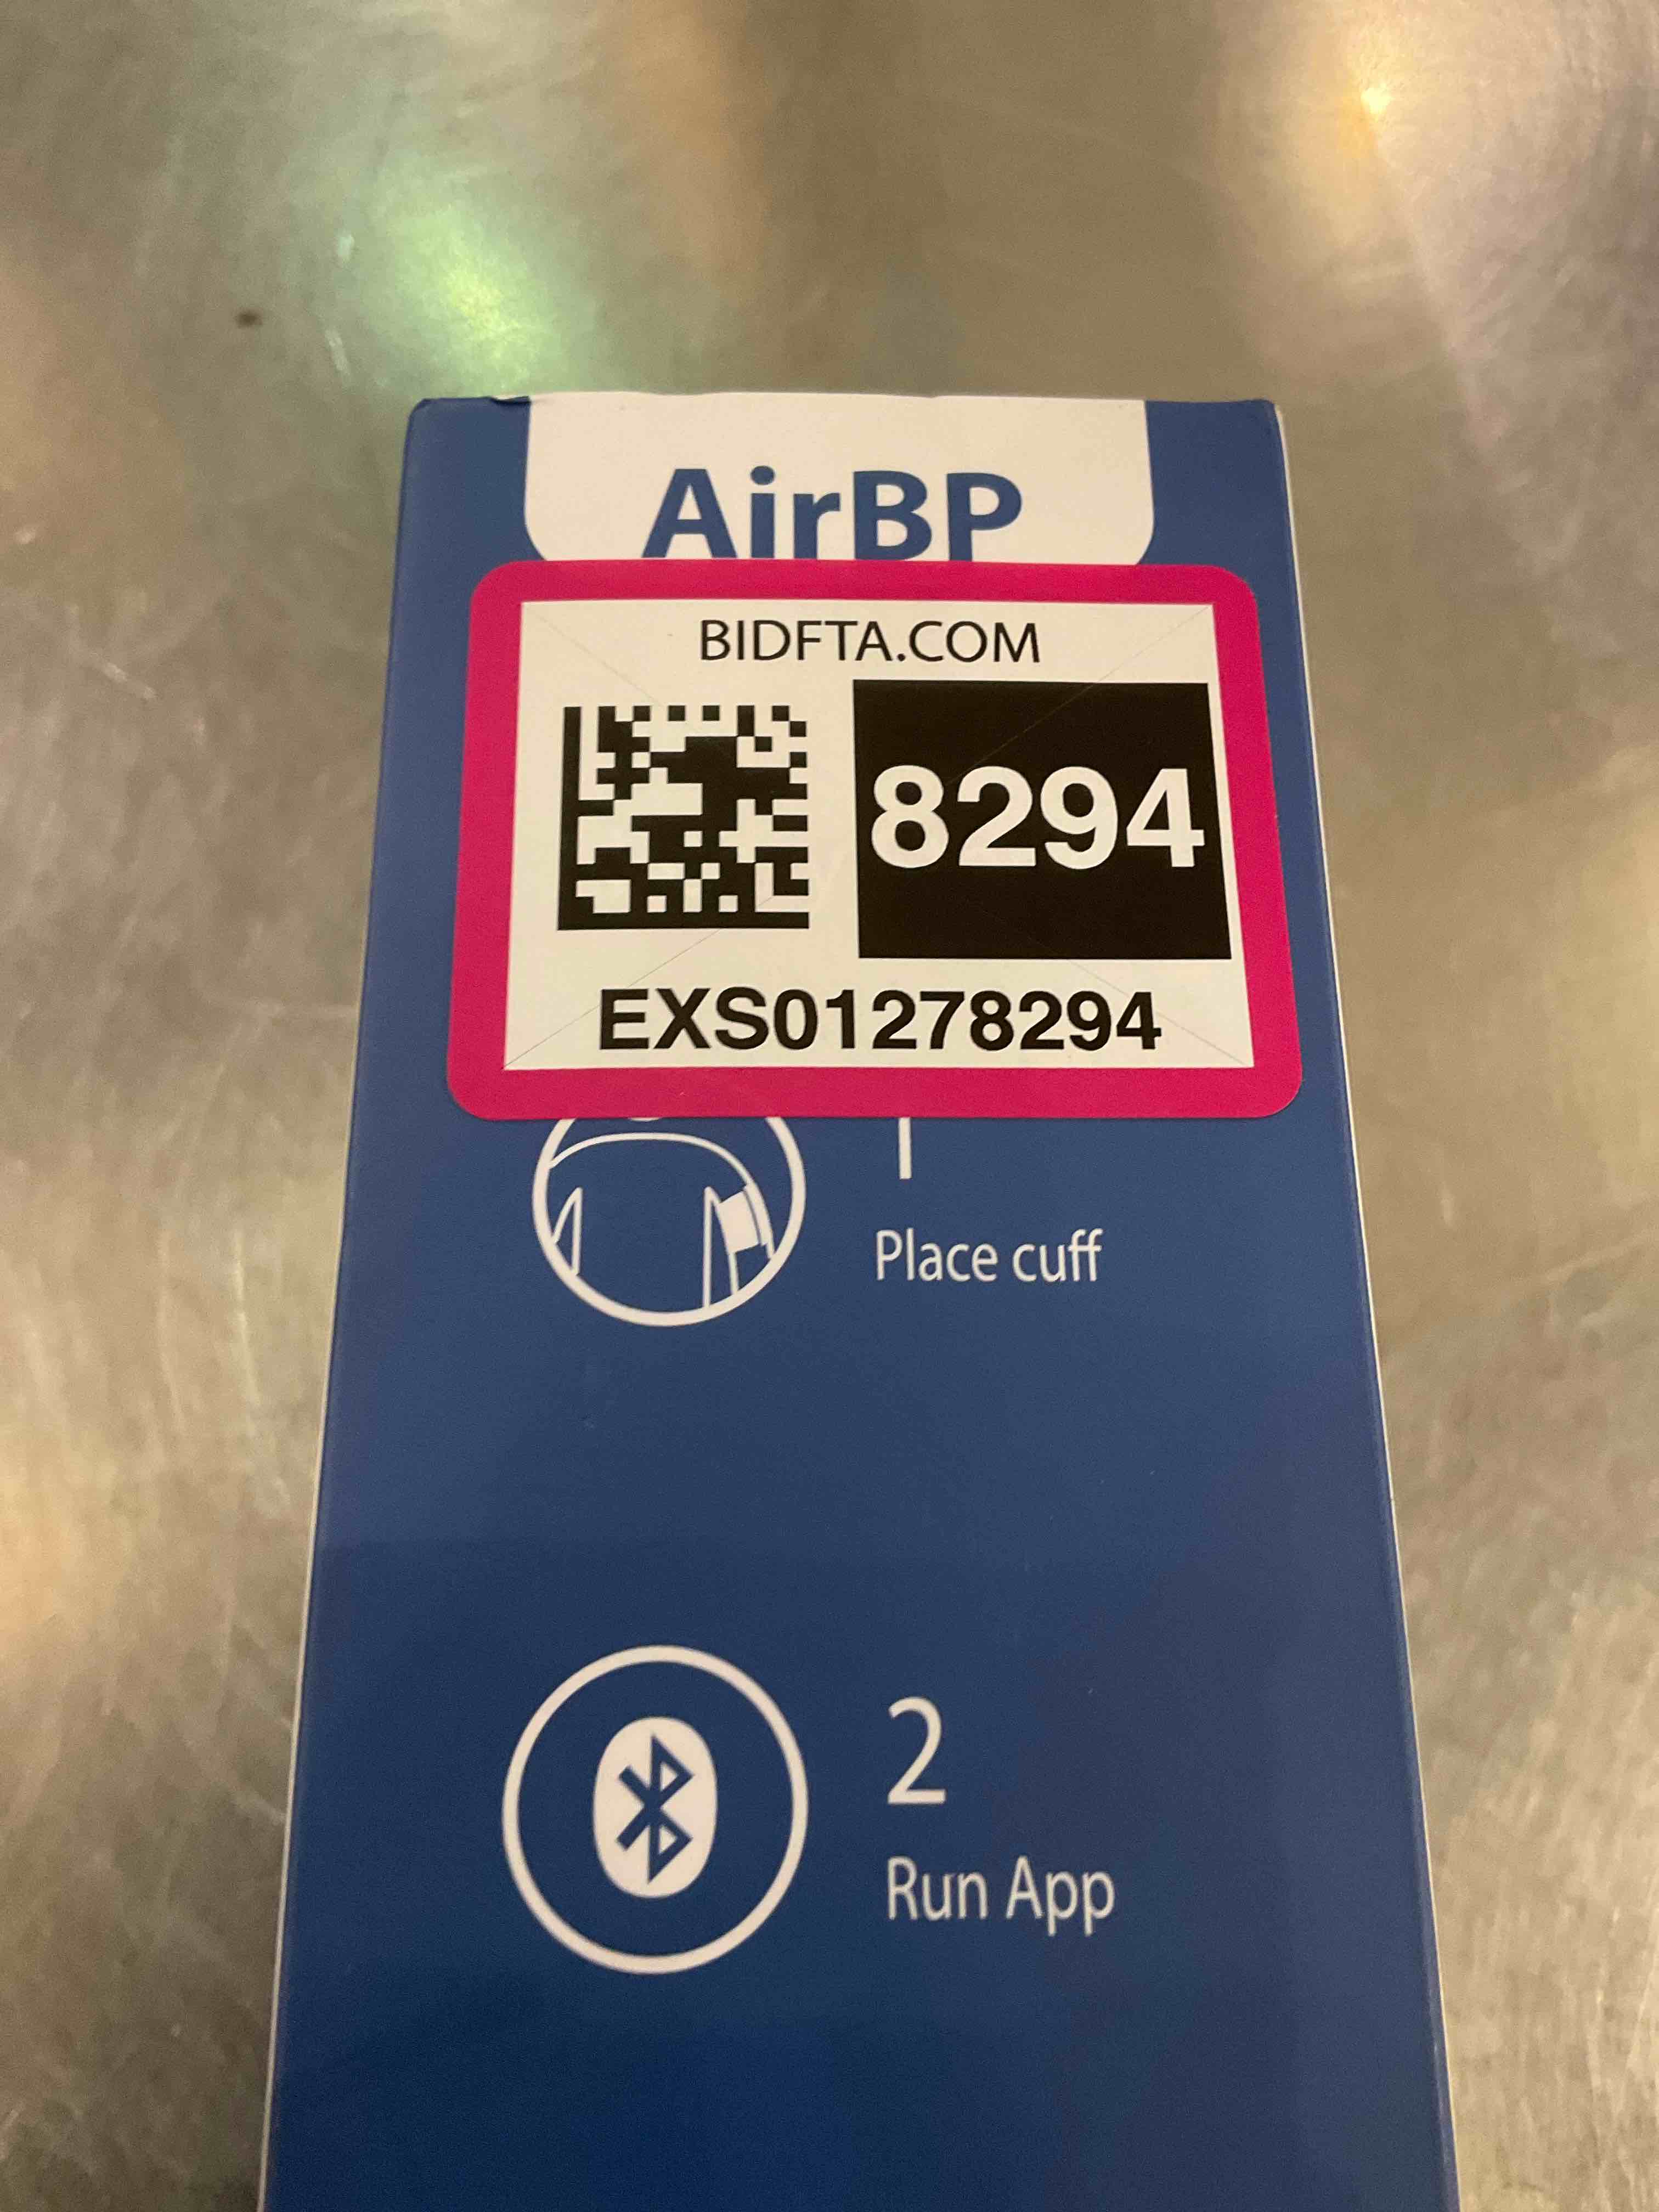 AirBP
BIDFTA.COM
8294
EXS01278294
1
Place cuff
2
Run App